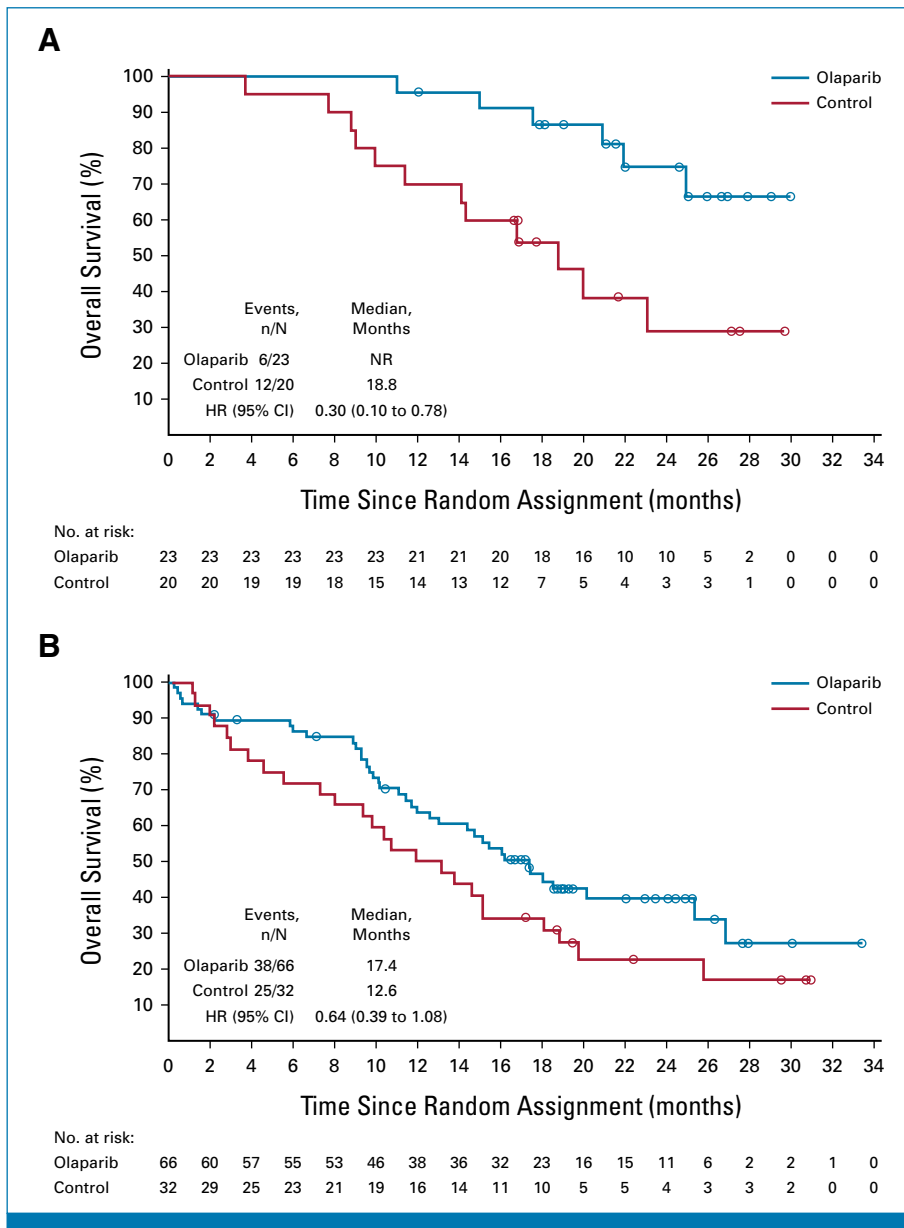 A
100
90
80
70
60
50
40
30
20
10
Overall Survival (%)
Olaparib
Control
Events, Median,
n/N Months
Olaparib 6/23 NR
Control 12/20 18.8
HR (95% CI) 0.30 (0.10 to 0.78)
0 2 4 6 8 10 12 14 16 18 20 22 24 26 28 30 32 34
Time Since Random Assignment (months)
No. at risk:
Olaparib 23 23 23 23 23 23 21 21 20 18 16 10 10 5 2 0 0 0
Control 20 20 19 19 18 15 14 13 12 7 5 4 3 3 1 0 0 0
B
100
90
80
70
60
50
40
30
20
10
Overall Survival (%)
Olaparib
Control
Events, Median,
n/N Months
Olaparib 38/66 17.4
Control 25/32 12.6
HR (95% CI) 0.64 (0.39 to 1.08)
0 2 4 6 8 10 12 14 16 18 20 22 24 26 28 30 32 34
Time Since Random Assignment (months)
No. at risk:
Olaparib 66 60 57 55 53 46 38 36 32 23 16 15 11 6 2 2 1 0
Control 32 29 25 23 21 19 16 14 11 10 5 5 4 3 3 2 0 0